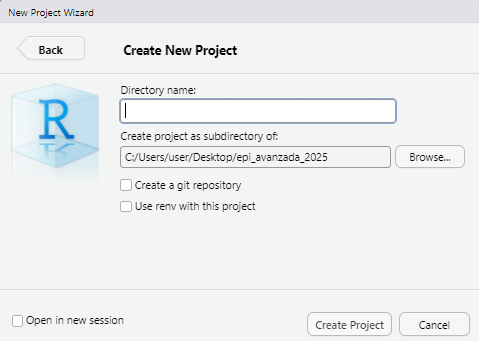 New Project Wizard
Back
Create New Project
R
Directory name:
Create project as subdirectory of:
C:/Users/user/Desktop/epi_avanzada_2025
Browse...
Create a git repository
Use renv with this project
Open in new session
Create Project
Cancel